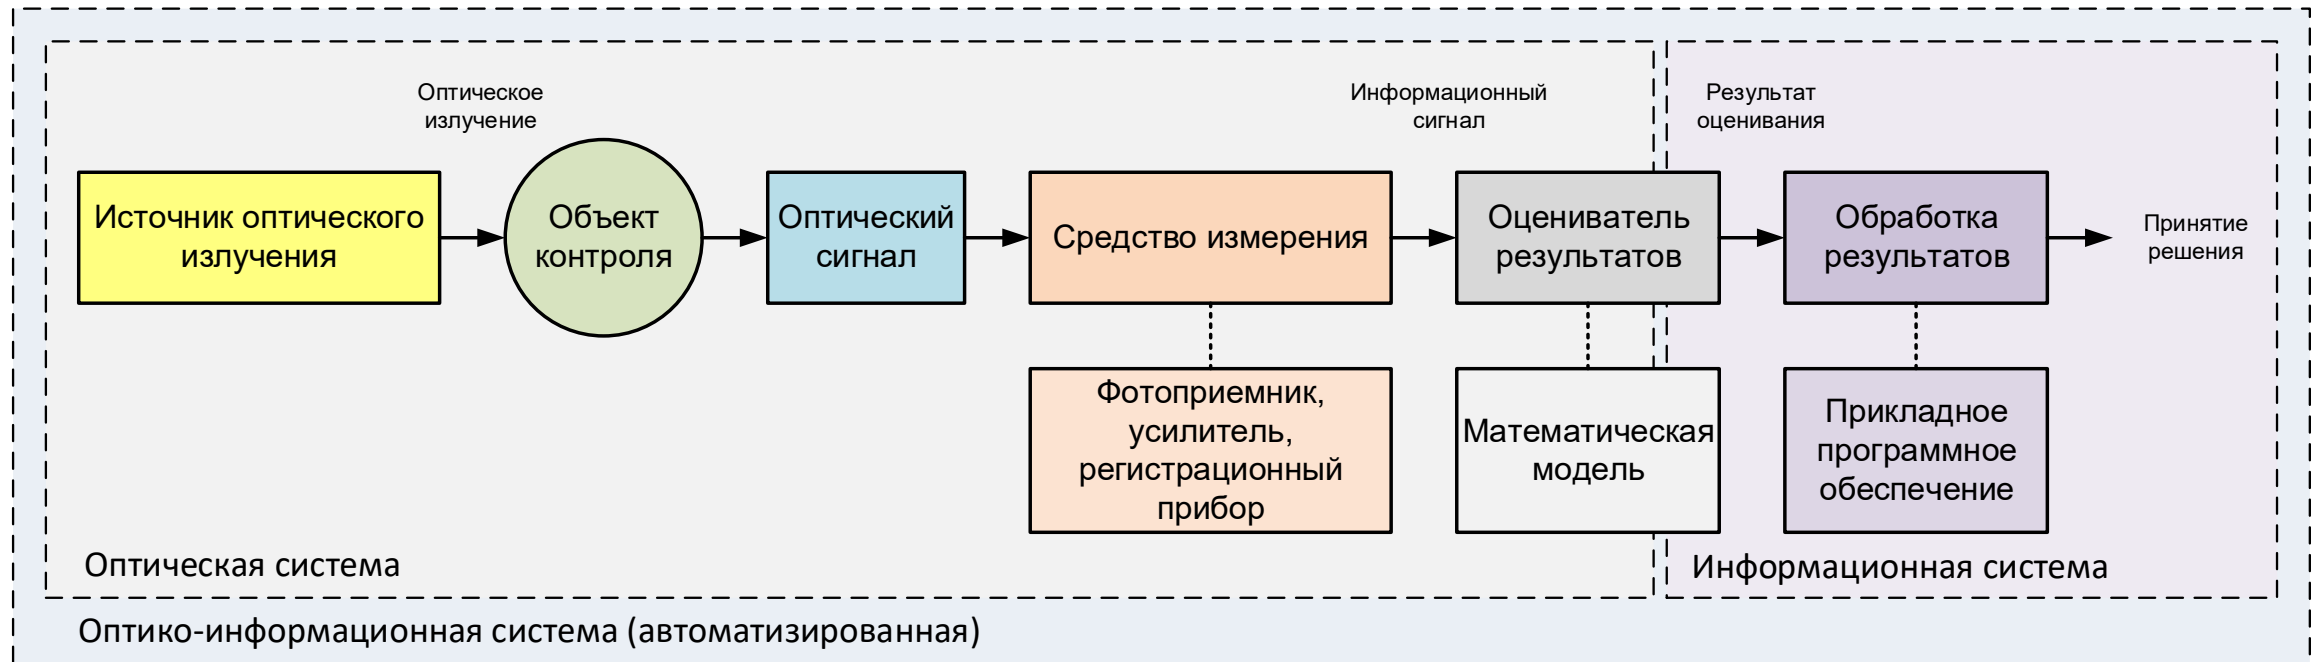 Оптическое
излучение
Информационный
сигнал
Результат
оценивания
Источник оптического
излучения
Объект
контроля
Оптический
сигнал
Средство измерения
Оцениватель
результатов
Обработка
результатов
Принятие
решения
Фотоприемник,
усилитель,
регистрационный
прибор
Математическая
модель
Прикладное
программное
обеспечение
Оптическая система
Информационная система
Оптико-информационная система (автоматизированная)